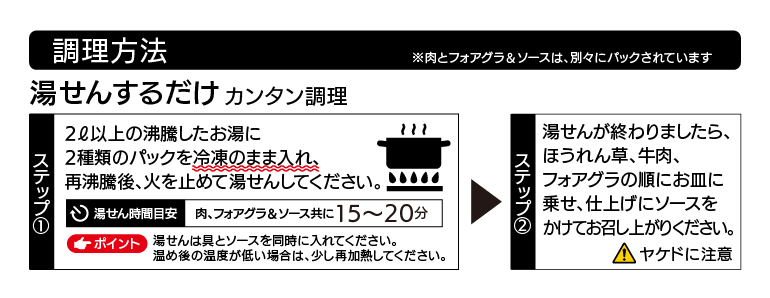 調理方法
※肉とフォアグラ&ソースは、別々にパックされています
湯せんするだけ カンタン調理
ステップ①
2ℓ以上の沸騰したお湯に
2種類のパックを冷凍のまま入れ、
再沸騰後、火を止めて湯せんしてください。
湯せん時間目安 肉、フォアグラ&ソース共に15〜20分
ポイント 湯せんは具とソースを同時に入れてください。
温め後の温度が低い場合は、少し再加熱してください。
ステップ②
湯せんが終わりましたら、
ほうれん草、牛肉、
フォアグラの順にお皿に
乗せ、仕上げにソースを
かけてお召し上がりください。
ヤケドに注意